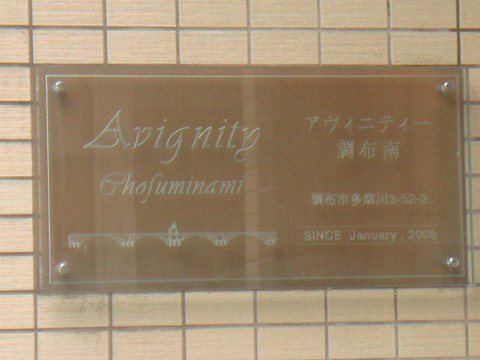 Avignity
Chofuminami
アヴィニティー
調布南
調布市多摩川3-52-2
SINCE January . 2006